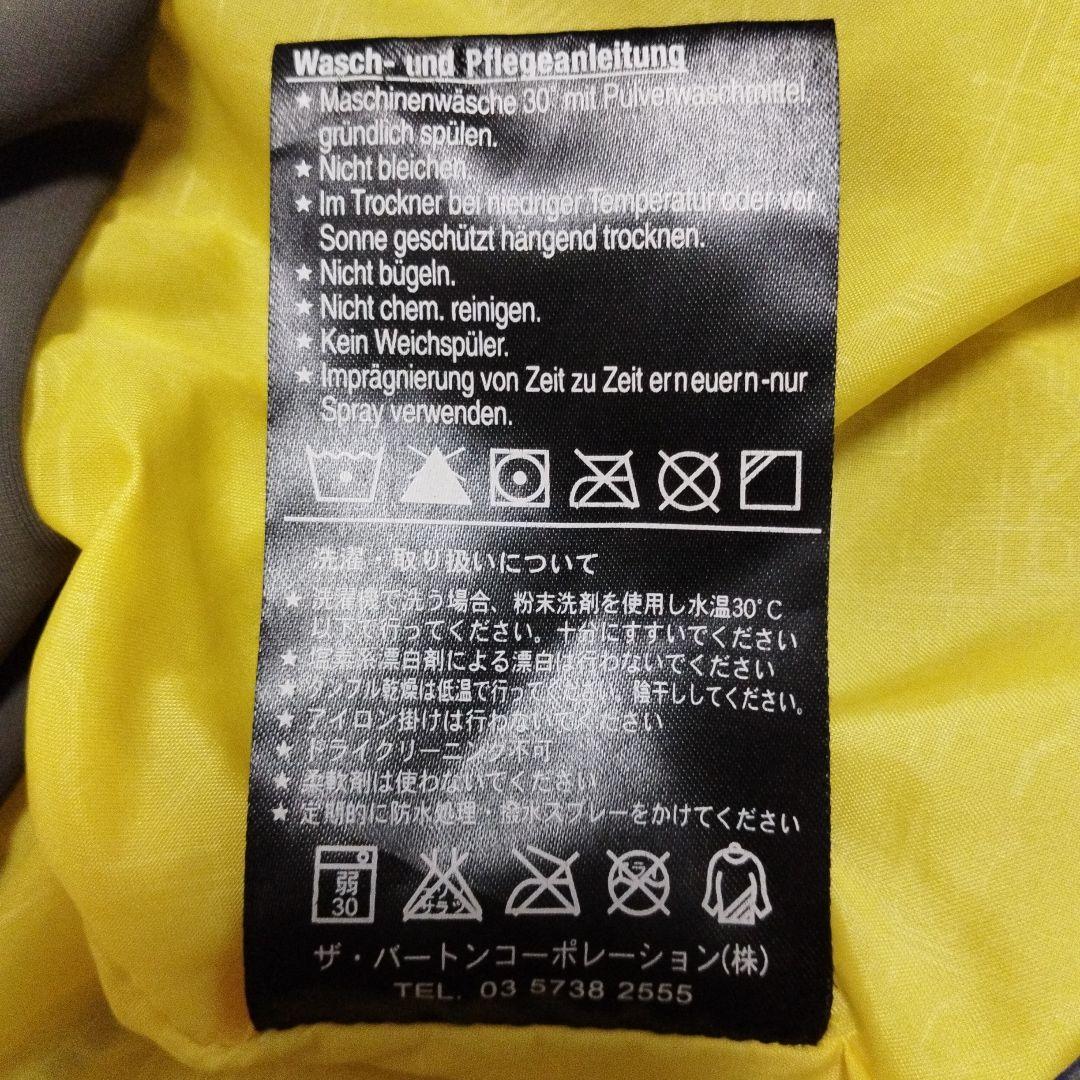 Wasch- und Pflegeanleitung
★ Maschinenwäsche 30° mit Pulverwaschmittel,
gründlich spülen.
★ Nicht bleichen.
★ Im Trockner bei niedriger Temperatur oder vor
Sonne geschützt hängend trocknen.
★ Nicht bügeln.
★ Nicht chem. reinigen.
★ Kein Weichspüler.
★ Imprägnierung von Zeit zu Zeit erneuern-nur
Spray verwenden.
洗濯・取り扱いについて
★ 洗濯機で洗う場合、粉末洗剤を使用し水温30°C
以下で行ってください。十分にすすいでください
★ 塩素系漂白剤による漂白は行わないでください
★ タンブル乾燥は低温で行ってください。陰干ししてください。
★ アイロン掛けは行わないでください
★ ドライクリーニング不可
★ 柔軟剤は使わないでください
★ 定期的に防水処理・撥水スプレーをかけてください
弱
30
エンソ
サラシ
ドライ
ザ・バートンコーポレーション(株)
TEL. 03 5738 2555